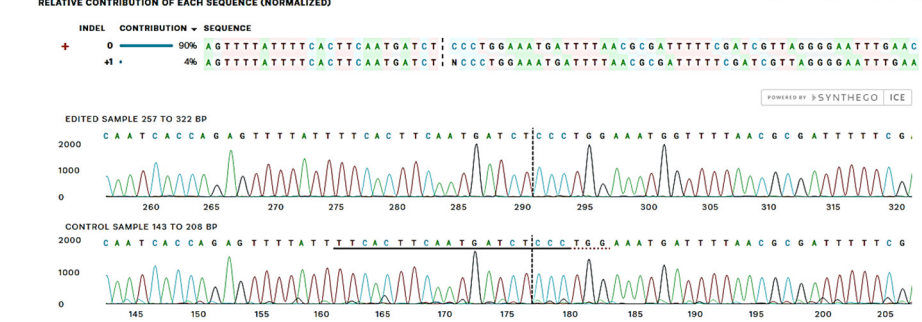 RELATIVE CONTRIBUTION OF EACH SEQUENCE (NORMALIZED)
INDEL CONTRIBUTION SEQUENCE
+ 0 90% AGTTTTATTTTCACTTCAATGATCT CCCTGGAAATGATTTTAACGCGATTTTTCGATCGTTAGGGGAATTTGAAC
+1 4% AGTTTTATTTTCACTTCAATGATCT NCCCTGGAAATGATTTTAACGCGATTTTTCGATCGTTAGGGGAATTTGAA
POWERED BY SYNTHEGO | ICE
EDITED SAMPLE 257 TO 322 BP
C A A T C A C C A G A G T T T T A T T T T C A C T T C A A T G A T C T C C C T G G A A A T G G T T T T A A C G C G A T T T T T C G
2000
1000
0
260 265 270 275 280 285 290 295 300 305 310 315 320
CONTROL SAMPLE 143 TO 208 BP
C A A T C A C C A G A G T T T T A T T T T C A C T T C A A T G A T C T C C C T G G A A A T G A T T T T A A C G C G A T T T T T C G
2000
1000
0
145 150 155 160 165 170 175 180 185 190 195 200 205